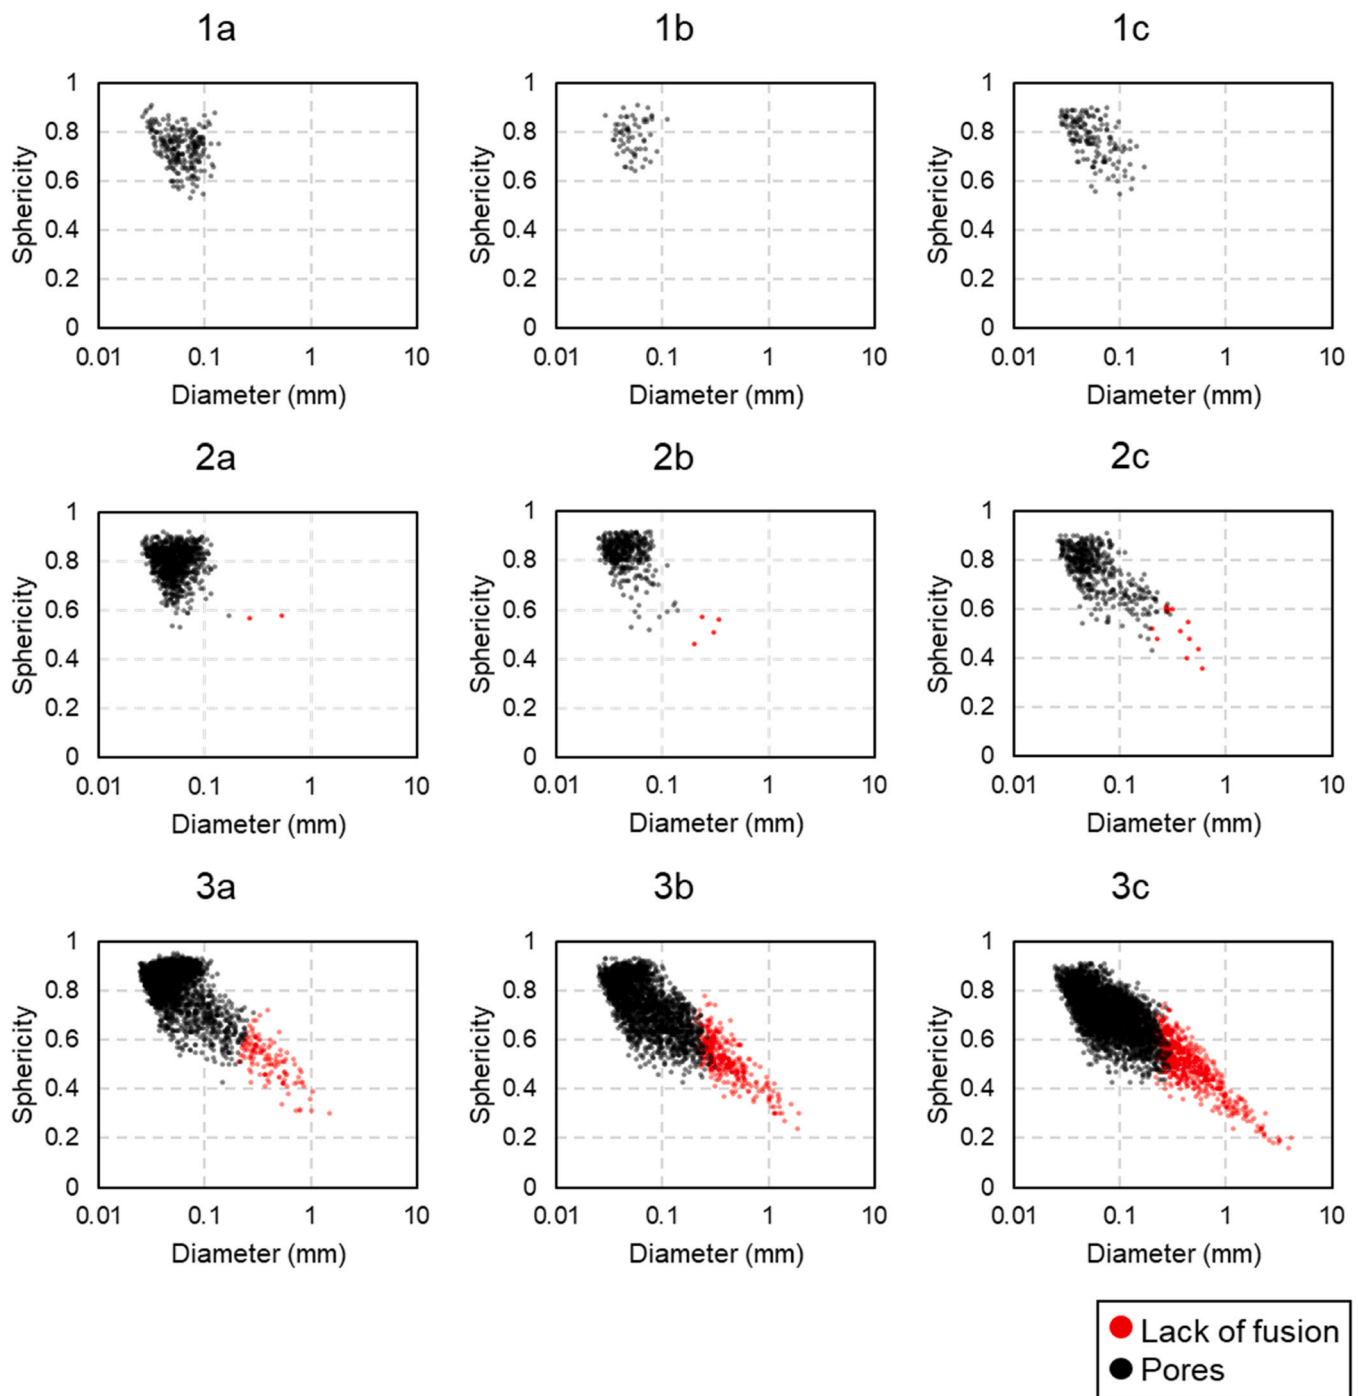 1a 1b 1c
1 1 1
0.8 0.8 0.8
0.6 0.6 0.6
0.4 0.4 0.4
0.2 0.2 0.2
0 0 0
Sphericity Sphericity Sphericity
0.01 0.1 1 10 0.01 0.1 1 10 0.01 0.1 1 10
Diameter (mm) Diameter (mm) Diameter (mm)
2a 2b 2c
1 1 1
0.8 0.8 0.8
0.6 0.6 0.6
0.4 0.4 0.4
0.2 0.2 0.2
0 0 0
Sphericity Sphericity Sphericity
0.01 0.1 1 10 0.01 0.1 1 10 0.01 0.1 1 10
Diameter (mm) Diameter (mm) Diameter (mm)
3a 3b 3c
1 1 1
0.8 0.8 0.8
0.6 0.6 0.6
0.4 0.4 0.4
0.2 0.2 0.2
0 0 0
Sphericity Sphericity Sphericity
0.01 0.1 1 10 0.01 0.1 1 10 0.01 0.1 1 10
Diameter (mm) Diameter (mm) Diameter (mm)
Lack of fusion
Pores